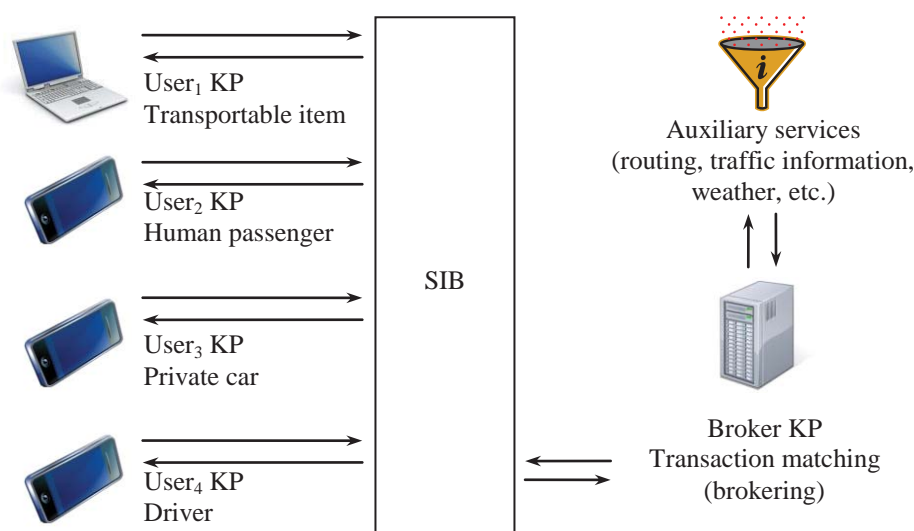 User₁ KP
Transportable item
User₂ KP
Human passenger
User₃ KP
Private car
User₄ KP
Driver
SIB
i
Auxiliary services
(routing, traffic information,
weather, etc.)
Broker KP
Transaction matching
(brokering)